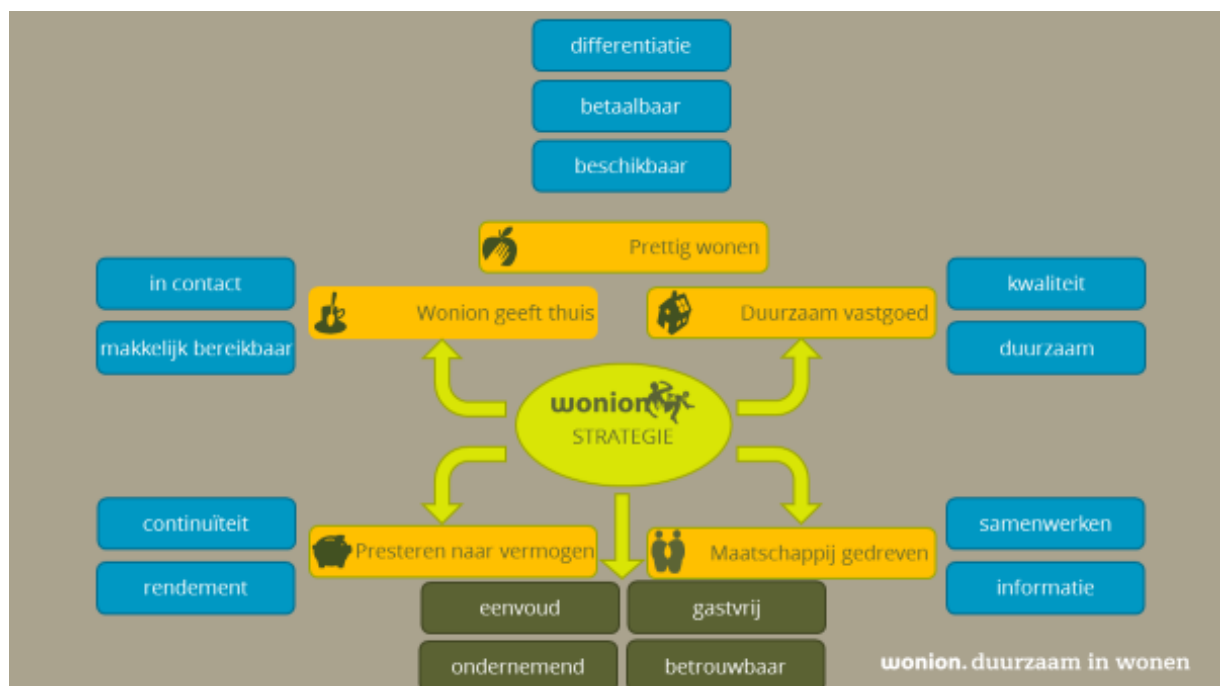 differentiatie
betaalbaar
beschikbaar
Prettig wonen
in contact
makkelijk bereikbaar
Wonion geeft thuis
Duurzaam vastgoed
kwaliteit
duurzaam
wonion
STRATEGIE
continuïteit
rendement
Presteren naar vermogen
Maatschappij gedreven
samenwerken
informatie
eenvoud
gastvrij
ondernemend
betrouwbaar
wonion. duurzaam in wonen